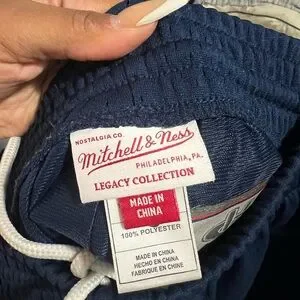 NOSTALGIA CO.
Mitchell & Ness
PHILADELPHIA, PA.
LEGACY COLLECTION
MADE IN
CHINA
100% POLYESTER
MADE IN CHINA
HECHO EN CHINA
FABRIQUE EN CHINE